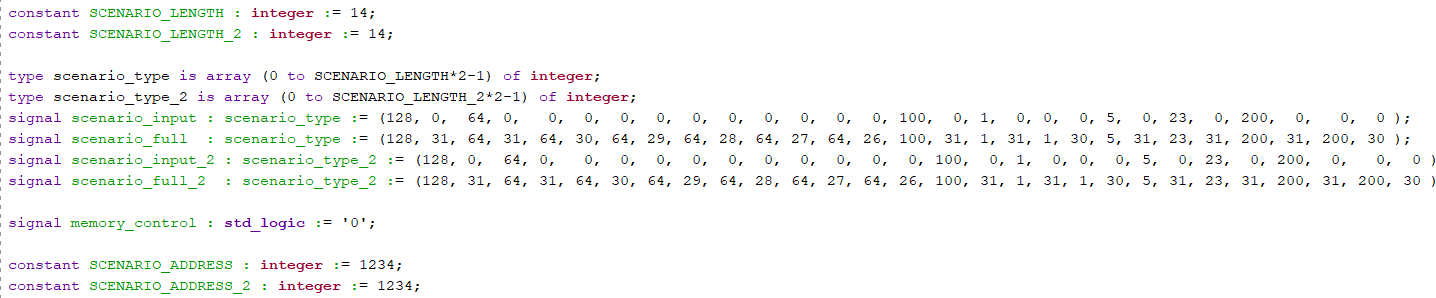 constant SCENARIO_LENGTH : integer := 14;
constant SCENARIO_LENGTH_2 : integer := 14;
type scenario_type is array (0 to SCENARIO_LENGTH*2-1) of integer;
type scenario_type_2 is array (0 to SCENARIO_LENGTH_2*2-1) of integer;
signal scenario_input : scenario_type := (128, 0, 64, 0, 0, 0, 0, 0, 0, 0, 0, 0, 0, 0, 100, 0, 1, 0, 0, 0, 5, 0, 23, 0, 200, 0, 0, 0 );
signal scenario_full : scenario_type := (128, 31, 64, 31, 64, 30, 64, 29, 64, 28, 64, 27, 64, 26, 100, 31, 1, 31, 1, 30, 5, 31, 23, 31, 200, 31, 200, 30 );
signal scenario_input_2 : scenario_type_2 := (128, 0, 64, 0, 0, 0, 0, 0, 0, 0, 0, 0, 0, 0, 100, 0, 1, 0, 0, 0, 5, 0, 23, 0, 200, 0, 0, 0 )
signal scenario_full_2 : scenario_type_2 := (128, 31, 64, 31, 64, 30, 64, 29, 64, 28, 64, 27, 64, 26, 100, 31, 1, 31, 1, 30, 5, 31, 23, 31, 200, 31, 200, 30 )
signal memory_control : std_logic := '0';
constant SCENARIO_ADDRESS : integer := 1234;
constant SCENARIO_ADDRESS_2 : integer := 1234;